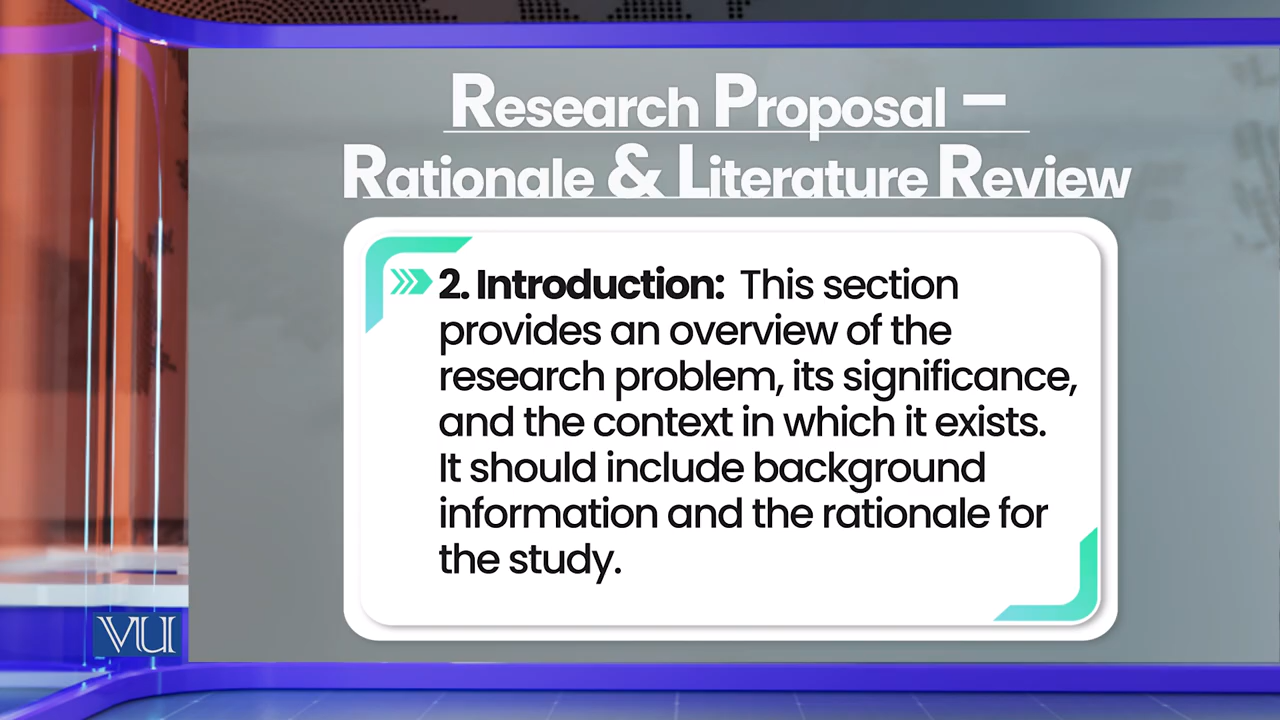 Research Proposal –
Rationale & Literature Review
2. Introduction: This section
provides an overview of the
research problem, its significance,
and the context in which it exists.
It should include background
information and the rationale for
the study.
VU